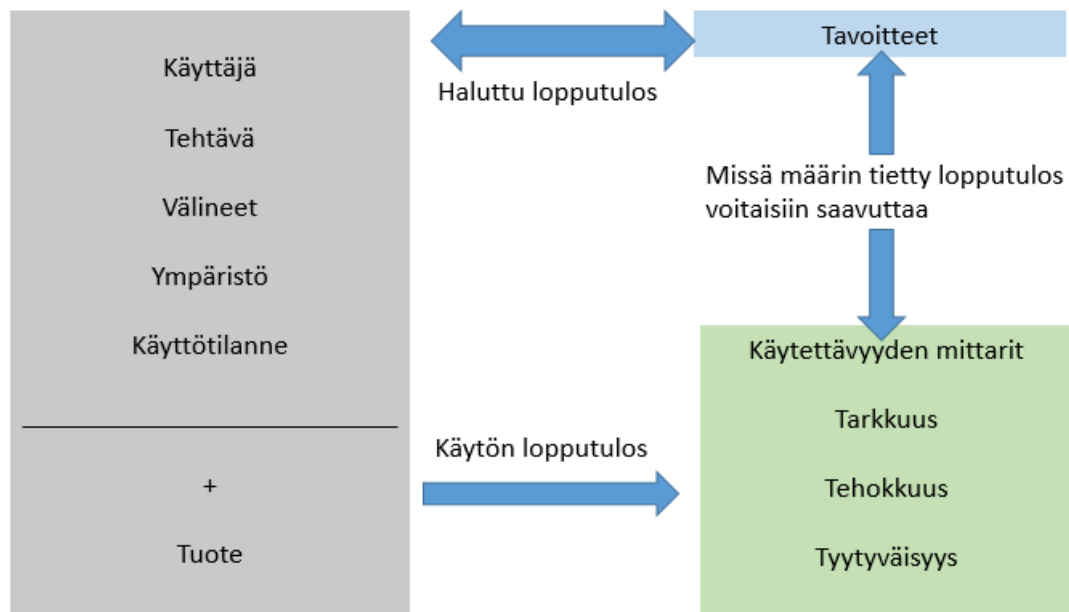 Käyttäjä
Tehtävä
Välineet
Ympäristö
Käyttötilanne
+
Tuote
Haluttu lopputulos
Käytön lopputulos
Tavoitteet
Missä määrin tietty lopputulos
voitaisiin saavuttaa
Käytettävyyden mittarit
Tarkkuus
Tehokkuus
Tyytyväisyys